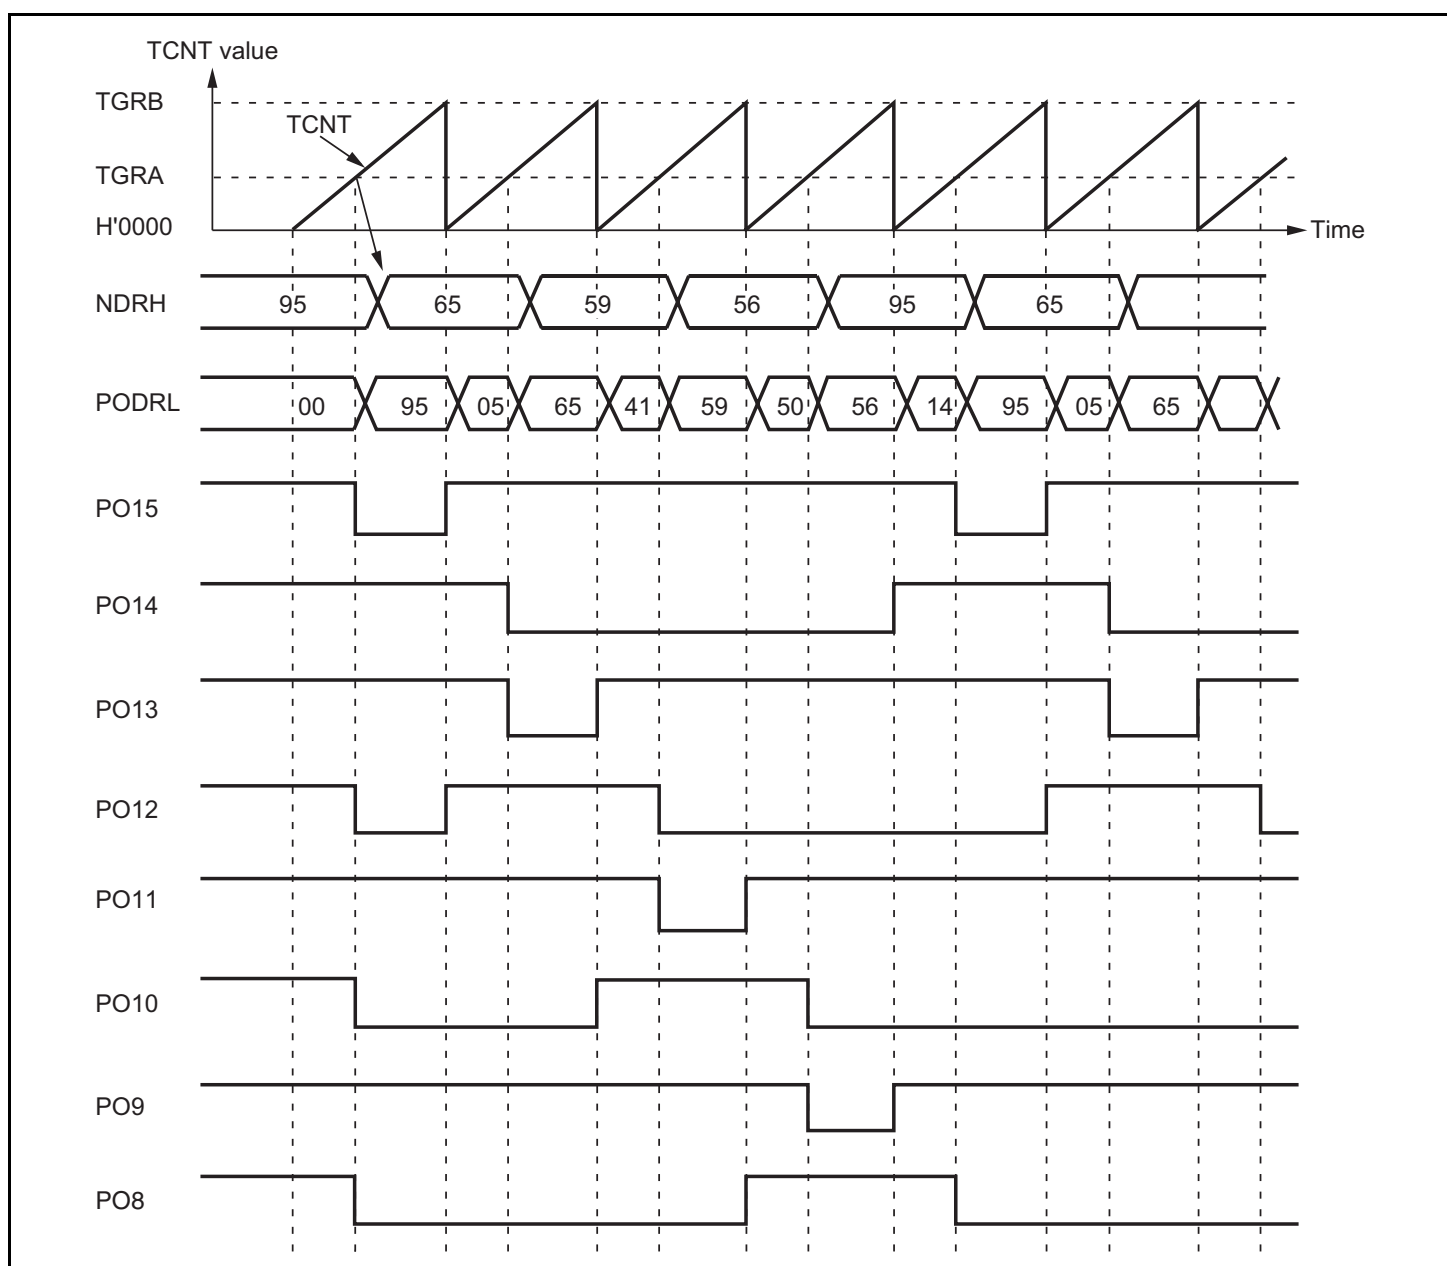 TCNT value
TGRB
TCNT
TGRA
H'0000
Time
NDRH 95 65 59 56 95 65
PODRL 00 95 05 65 41 59 50 56 14 95 05 65
PO15
PO14
PO13
PO12
PO11
PO10
PO9
PO8